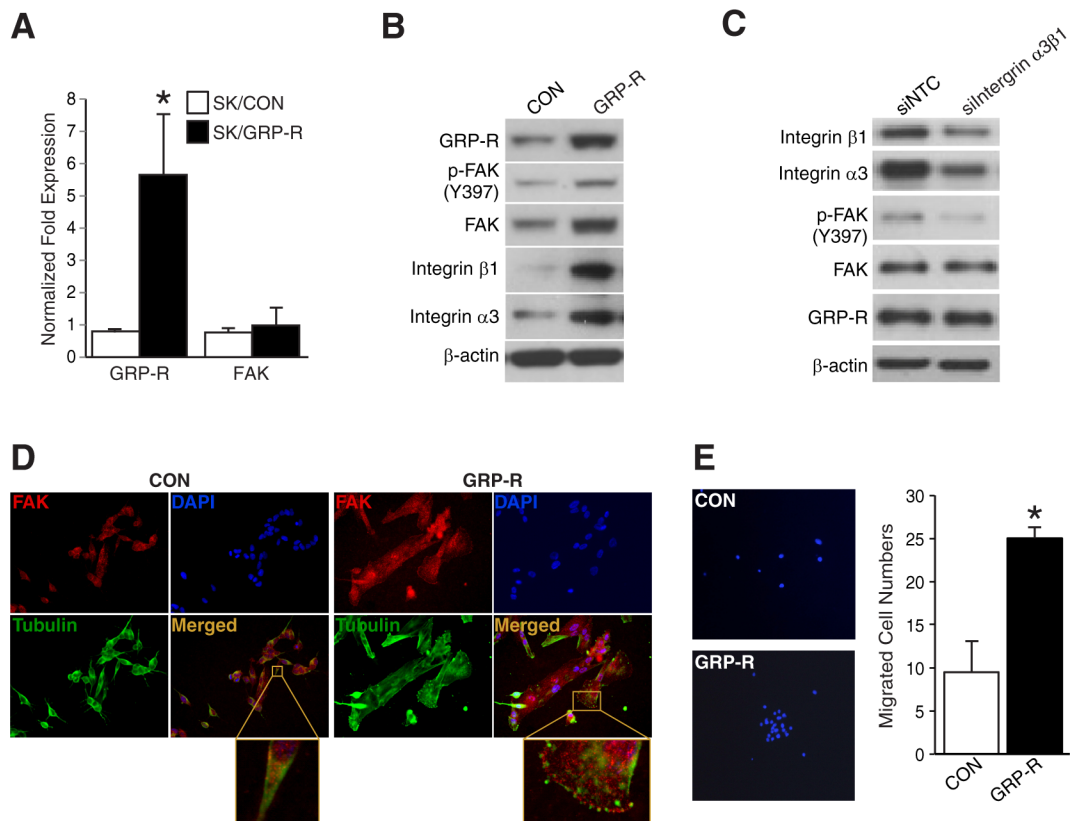 A
Normalized Fold Expression
8
7
6
5
4
3
2
1
0
*
SK/CON
SK/GRP-R
GRP-R
FAK
B
CON
GRP-R
GRP-R
p-FAK
(Y397)
FAK
Integrin β1
Integrin α3
β-actin
C
siNTC
siIntergrin α3β1
Integrin β1
Integrin α3
p-FAK
(Y397)
FAK
GRP-R
β-actin
D
CON
GRP-R
FAK
DAPI
FAK
DAPI
Tubulin
Merged
Tubulin
Merged
E
CON
GRP-R
Migrated Cell Numbers
30
25
20
15
10
5
0
*
CON
GRP-R